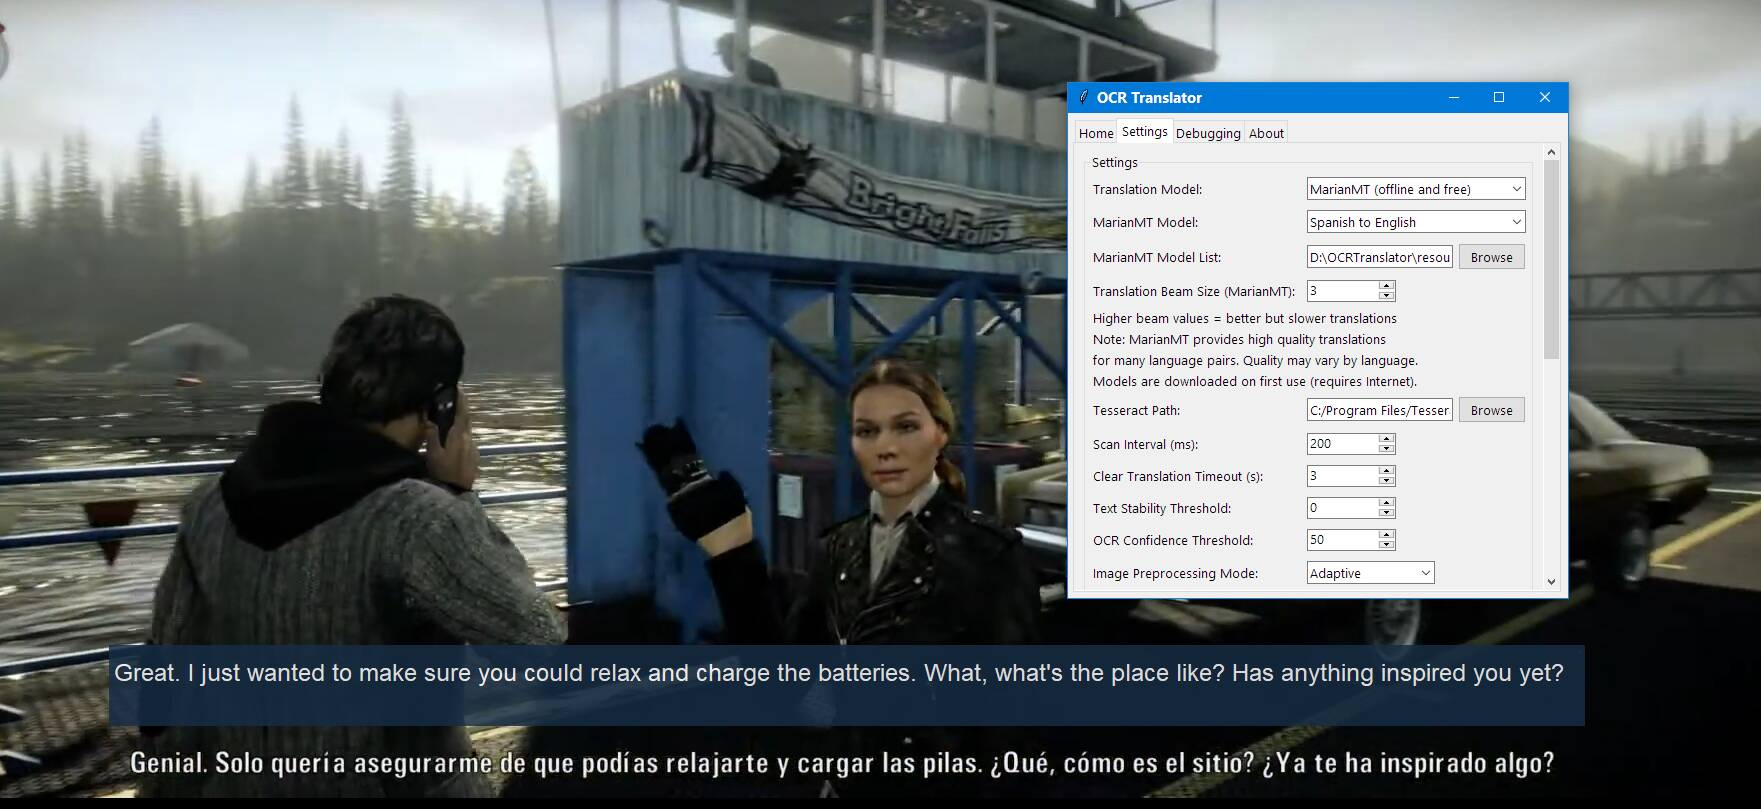 Bright Falls
OCR Translator
Home Settings Debugging About
Settings
Translation Model: MarianMT (offline and free)
MarianMT Model: Spanish to English
MarianMT Model List: D:\OCRTranslator\resou Browse
Translation Beam Size (MarianMT): 3
Higher beam values = better but slower translations
Note: MarianMT provides high quality translations
for many language pairs. Quality may vary by language.
Models are downloaded on first use (requires Internet).
Tesseract Path: C:/Program Files/Tesser Browse
Scan Interval (ms): 200
Clear Translation Timeout (s): 3
Text Stability Threshold: 0
OCR Confidence Threshold: 50
Image Preprocessing Mode: Adaptive
Great. I just wanted to make sure you could relax and charge the batteries. What, what's the place like? Has anything inspired you yet?
Genial. Solo quería asegurarme de que podías relajarte y cargar las pilas. ¿Qué, cómo es el sitio? ¿Ya te ha inspirado algo?